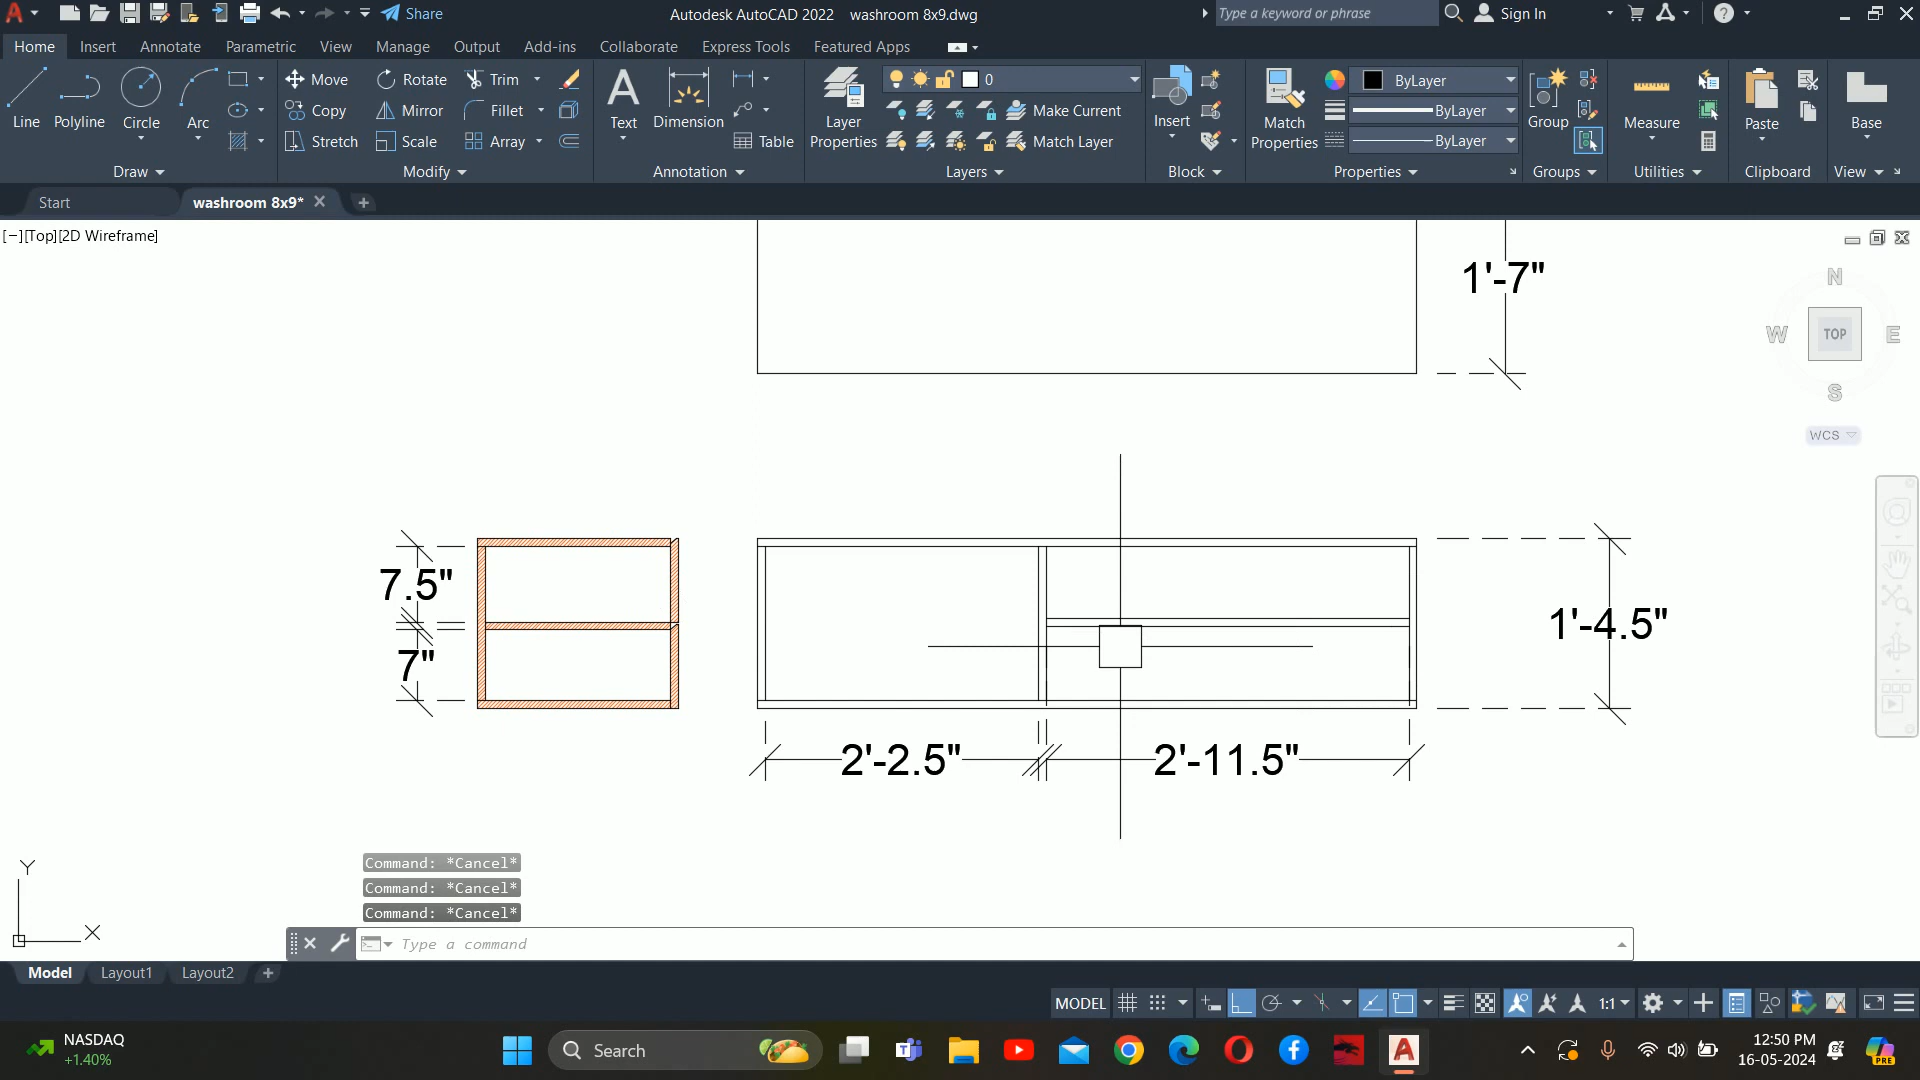 Share
Autodesk AutoCAD 2022 washroom 8x9.dwg
Type a keyword or phrase
Sign In
Home Insert Annotate Parametric View Manage Output Add-ins Collaborate Express Tools Featured Apps
Line Polyline Circle Arc
Move Rotate Trim
Copy Mirror Fillet
Stretch Scale Array
Text Dimension Table
Layer Properties
0
Make Current
Match Layer
Insert
Match Properties
ByLayer
ByLayer
ByLayer
Group
Measure
Paste
Base
Draw Modify Annotation Layers Block Properties Groups Utilities Clipboard View
Start washroom 8x9*
[−][Top][2D Wireframe]
N
W TOP E
S
WCS
1'-7"
7.5"
7"
1'-4.5"
2'-2.5" 2'-11.5"
Y
X
Command: *Cancel*
Command: *Cancel*
Command: *Cancel*
Type a command
Model Layout1 Layout2
MODEL 1:1
NASDAQ
+1.40%
Search
PRE
12:50 PM
16-05-2024